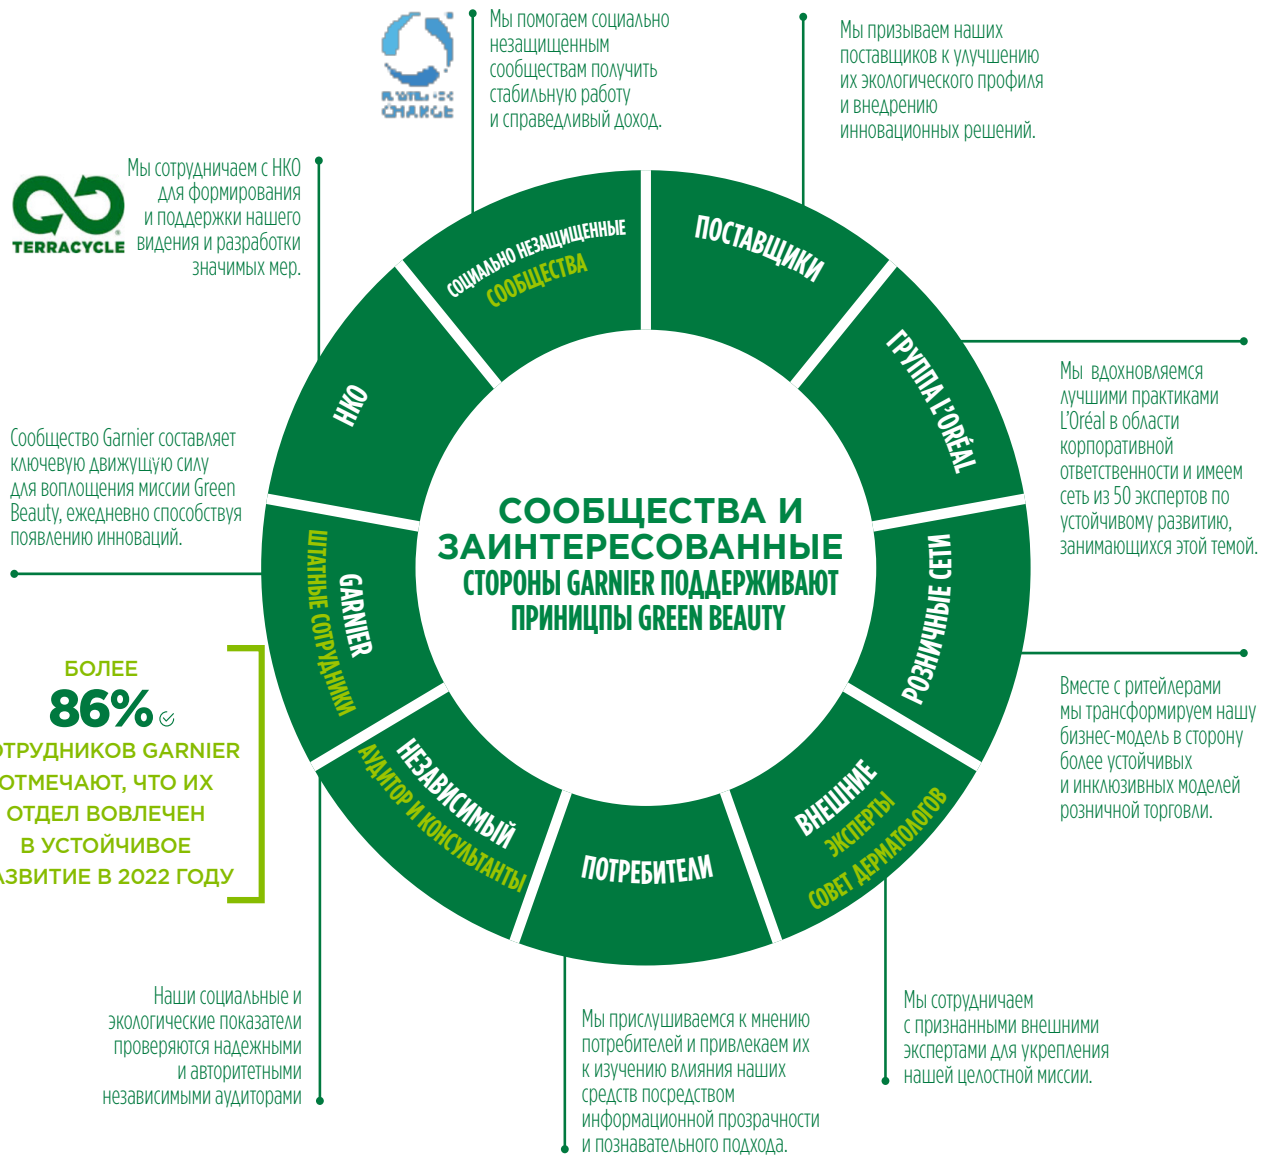 Мы помогаем социально
незащищенным
сообществам получить
стабильную работу
и справедливый доход.
CHANGE
Мы призываем наших
поставщиков к улучшению
их экологического профиля
и внедрению
инновационных решений.
Мы сотрудничаем с НКО
для формирования
и поддержки нашего
видения и разработки
значимых мер.
TERRACYCLE
СОЦИАЛЬНО НЕЗАЩИЩЕННЫЕ
СООБЩЕСТВА
ПОСТАВЩИКИ
ГРУППА L’ORÉAL
НКО
Мы вдохновляемся
лучшими практиками
L’Oréal в области
корпоративной
ответственности и имеем
сеть из 50 экспертов по
устойчивому развитию,
занимающихся этой темой.
Сообщество Garnier составляет
ключевую движущую силу
для воплощения миссии Green
Beauty, ежедневно способствуя
появлению инноваций.
СООБЩЕСТВА И
ЗАИНТЕРЕСОВАННЫЕ
СТОРОНЫ GARNIER ПОДДЕРЖИВАЮТ
ПРИНИЦПЫ GREEN BEAUTY
GARNIER
ШТАТНЫЕ СОТРУДНИКИ
РОЗНИЧНЫЕ СЕТИ
БОЛЕЕ
86%
ОТРУДНИКОВ GARNIER
ОТМЕЧАЮТ, ЧТО ИХ
ОТДЕЛ ВОВЛЕЧЕН
В УСТОЙЧИВОЕ
АЗВИТИЕ В 2022 ГОДУ
Вместе с ритейлерами
мы трансформируем нашу
бизнес-модель в сторону
более устойчивых
и инклюзивных моделей
розничной торговли.
НЕЗАВИСИМЫЙ
АУДИТОР И КОНСУЛЬТАНТЫ
ПОТРЕБИТЕЛИ
ВНЕШНИЕ
ЭКСПЕРТЫ
СОВЕТ ДЕРМАТОЛОГОВ
Наши социальные и
экологические показатели
проверяются надежными
и авторитетными
независимыми аудиторами
Мы прислушиваемся к мнению
потребителей и привлекаем их
к изучению влияния наших
средств посредством
информационной прозрачности
и познавательного подхода.
Мы сотрудничаем
с признанными внешними
экспертами для укрепления
нашей целостной миссии.